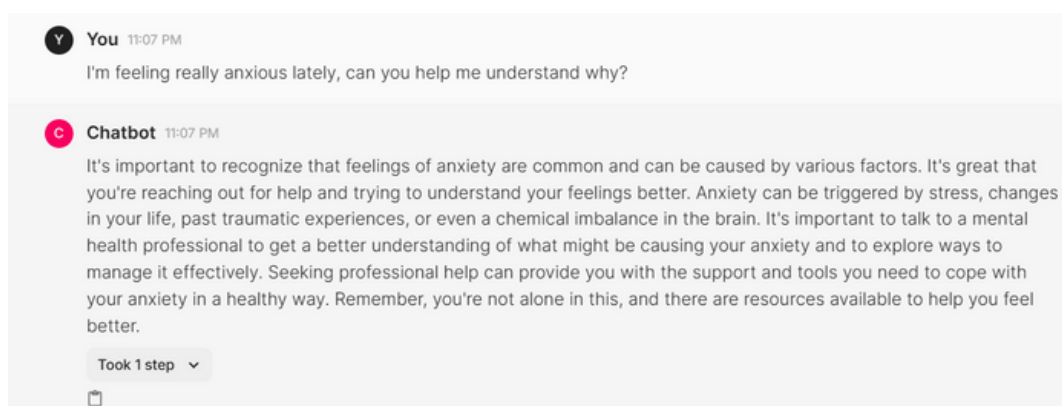 Y You 11:07 PM
I'm feeling really anxious lately, can you help me understand why?
C Chatbot 11:07 PM
It's important to recognize that feelings of anxiety are common and can be caused by various factors. It's great that
you're reaching out for help and trying to understand your feelings better. Anxiety can be triggered by stress, changes
in your life, past traumatic experiences, or even a chemical imbalance in the brain. It's important to talk to a mental
health professional to get a better understanding of what might be causing your anxiety and to explore ways to
manage it effectively. Seeking professional help can provide you with the support and tools you need to cope with
your anxiety in a healthy way. Remember, you're not alone in this, and there are resources available to help you feel
better.
Took 1 step